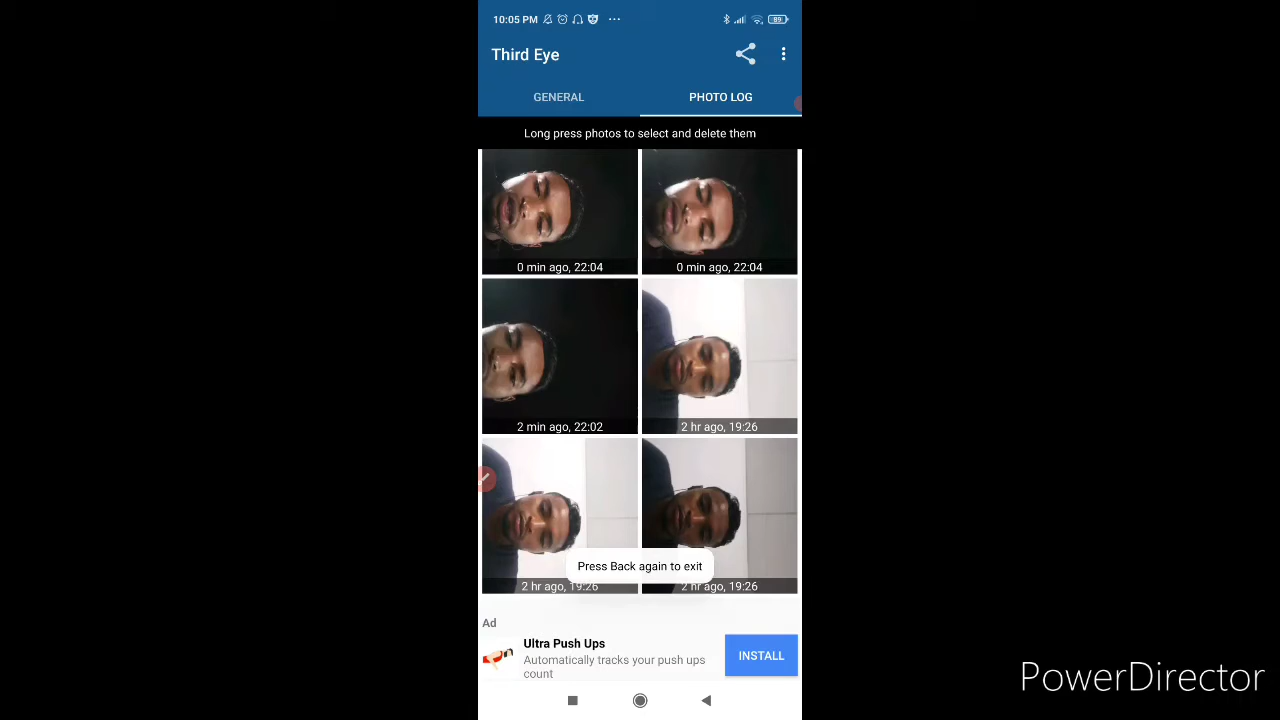 10:05 PM ... 89
Third Eye
GENERAL PHOTO LOG
Long press photos to select and delete them
0 min ago, 22:04 0 min ago, 22:04
2 min ago, 22:02 2 hr ago, 19:26
2 hr ago, 19:26 2 hr ago, 19:26
Press Back again to exit
Ad
Ultra Push Ups
Automatically tracks your push ups
count
INSTALL
PowerDirector